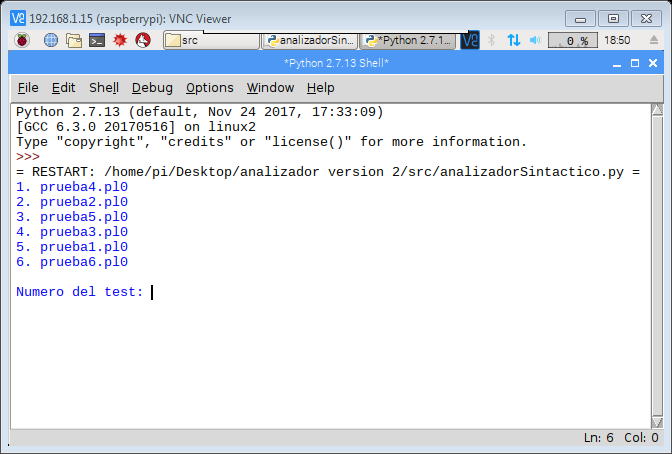 192.168.1.15 (raspberrypi): VNC Viewer
src
analizadorSin...
*Python 2.7.1...
0 %
18:50
*Python 2.7.13 Shell*
File Edit Shell Debug Options Window Help
Python 2.7.13 (default, Nov 24 2017, 17:33:09)
[GCC 6.3.0 20170516] on linux2
Type "copyright", "credits" or "license()" for more information.
>>>
= RESTART: /home/pi/Desktop/analizador version 2/src/analizadorSintactico.py =
1. prueba4.pl0
2. prueba2.pl0
3. prueba5.pl0
4. prueba3.pl0
5. prueba1.pl0
6. prueba6.pl0
Numero del test:
Ln: 6 Col: 0